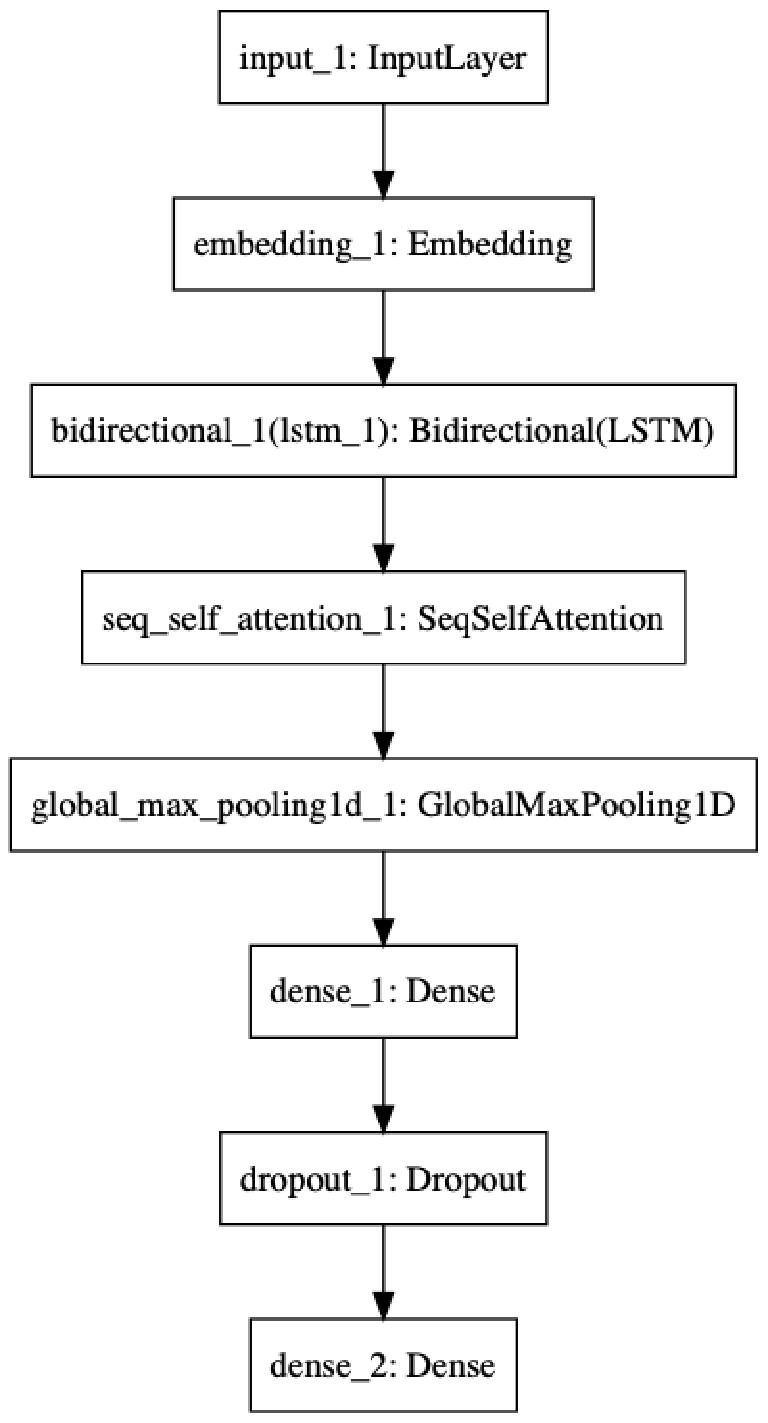 input_1: InputLayer
embedding_1: Embedding
bidirectional_1(lstm_1): Bidirectional(LSTM)
seq_self_attention_1: SeqSelfAttention
global_max_pooling1d_1: GlobalMaxPooling1D
dense_1: Dense
dropout_1: Dropout
dense_2: Dense